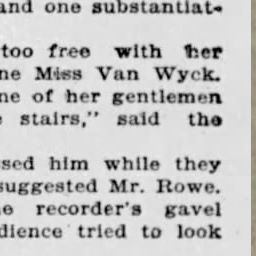 and one substantiat-
too free with her
ne Miss Van Wyck.
ne of her gentlemen
stairs," said the
sed him while they
suggested Mr. Rowe.
e recorder's gavel
dience tried to look